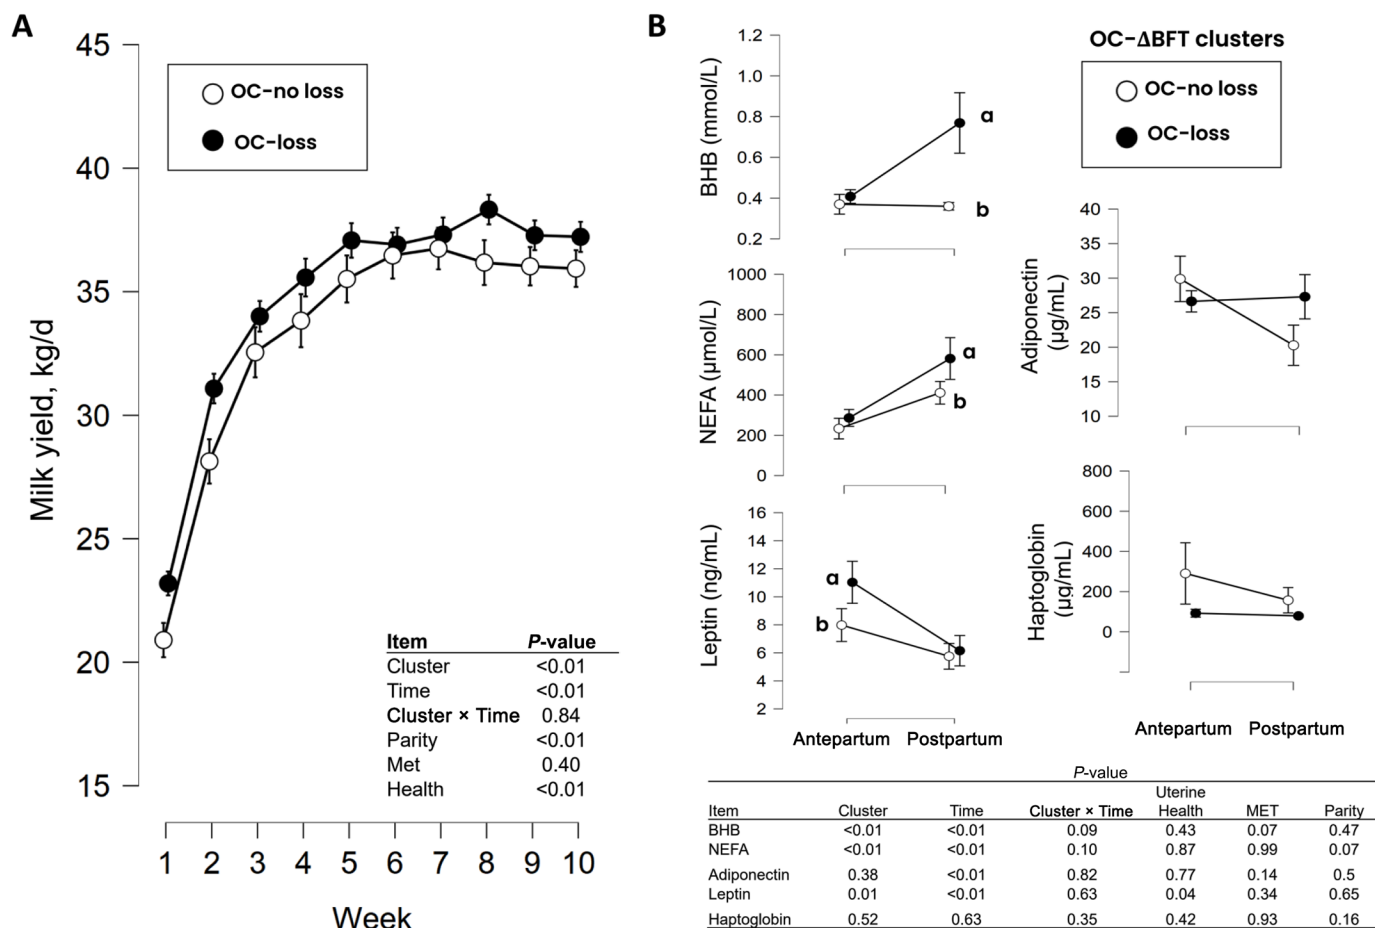 A
45
40
35
30
25
20
15
Milk yield, kg/d
OC-no loss
OC-loss
Item P-value
Cluster <0.01
Time <0.01
Cluster × Time 0.84
Parity <0.01
Met 0.40
Health <0.01
1 2 3 4 5 6 7 8 9 10
Week
B
OC-ΔBFT clusters
OC-no loss
OC-loss
BHB (mmol/L)
1.2
1.0
0.8
0.6
0.4
0.2
a
b
NEFA (µmol/L)
1000
800
600
400
200
0
a
b
Leptin (ng/mL)
16
14
12
10
8
6
4
2
a
b
Antepartum Postpartum
Adiponectin
(µg/mL)
40
35
30
25
20
15
10
Haptoglobin
(µg/mL)
800
600
400
200
0
Antepartum Postpartum
P-value
Uterine
Item Cluster Time Cluster × Time Health MET Parity
BHB <0.01 <0.01 0.09 0.43 0.07 0.47
NEFA <0.01 <0.01 0.10 0.87 0.99 0.07
Adiponectin 0.38 <0.01 0.82 0.77 0.14 0.5
Leptin 0.01 <0.01 0.63 0.04 0.34 0.65
Haptoglobin 0.52 0.63 0.35 0.42 0.93 0.16